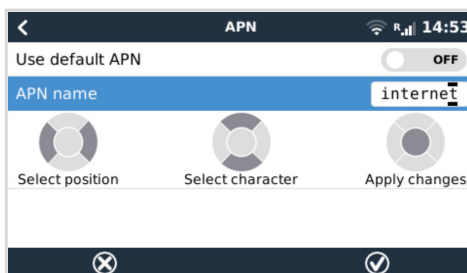 APN R 14:53
Use default APN OFF
APN name internet
Select position Select character Apply changes